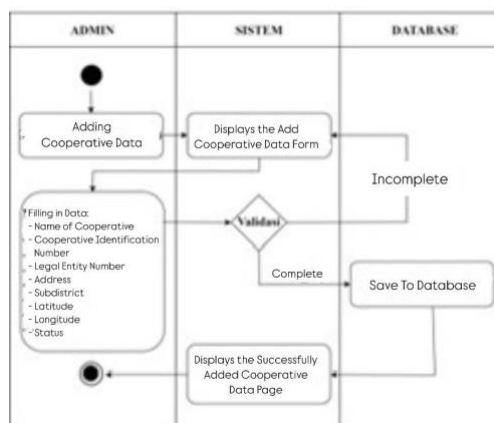 ADMIN
SISTEM
DATABASE
Adding
Cooperative Data
Displays the Add
Cooperative Data Form
Incomplete
Filling in Data:
- Name of Cooperative
- Cooperative Identification
Number
- Legal Entity Number
- Address
- Subdistrict
- Latitude
- Longitude
- Status
Validasi
Complete
Save To Database
Displays the Successfully
Added Cooperative
Data Page